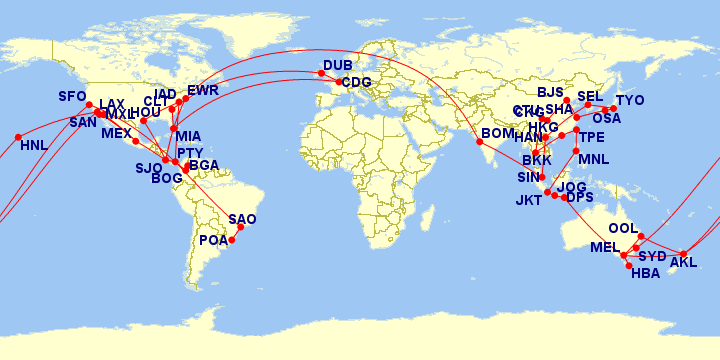 DUB
CDG
EWR
IAD
CLT
SFO
LAX
MXL
HOU
SAN
MEX
MIA
HNL
PTY
SJO
BGA
BOG
SAO
POA
BJS
SEL
TYO
SHA
CTU
CKG
OSA
HKG
HAN
TPE
BOM
BKK
MNL
SIN
JOG
JKT
DPS
OOL
MEL
SYD
AKL
HBA